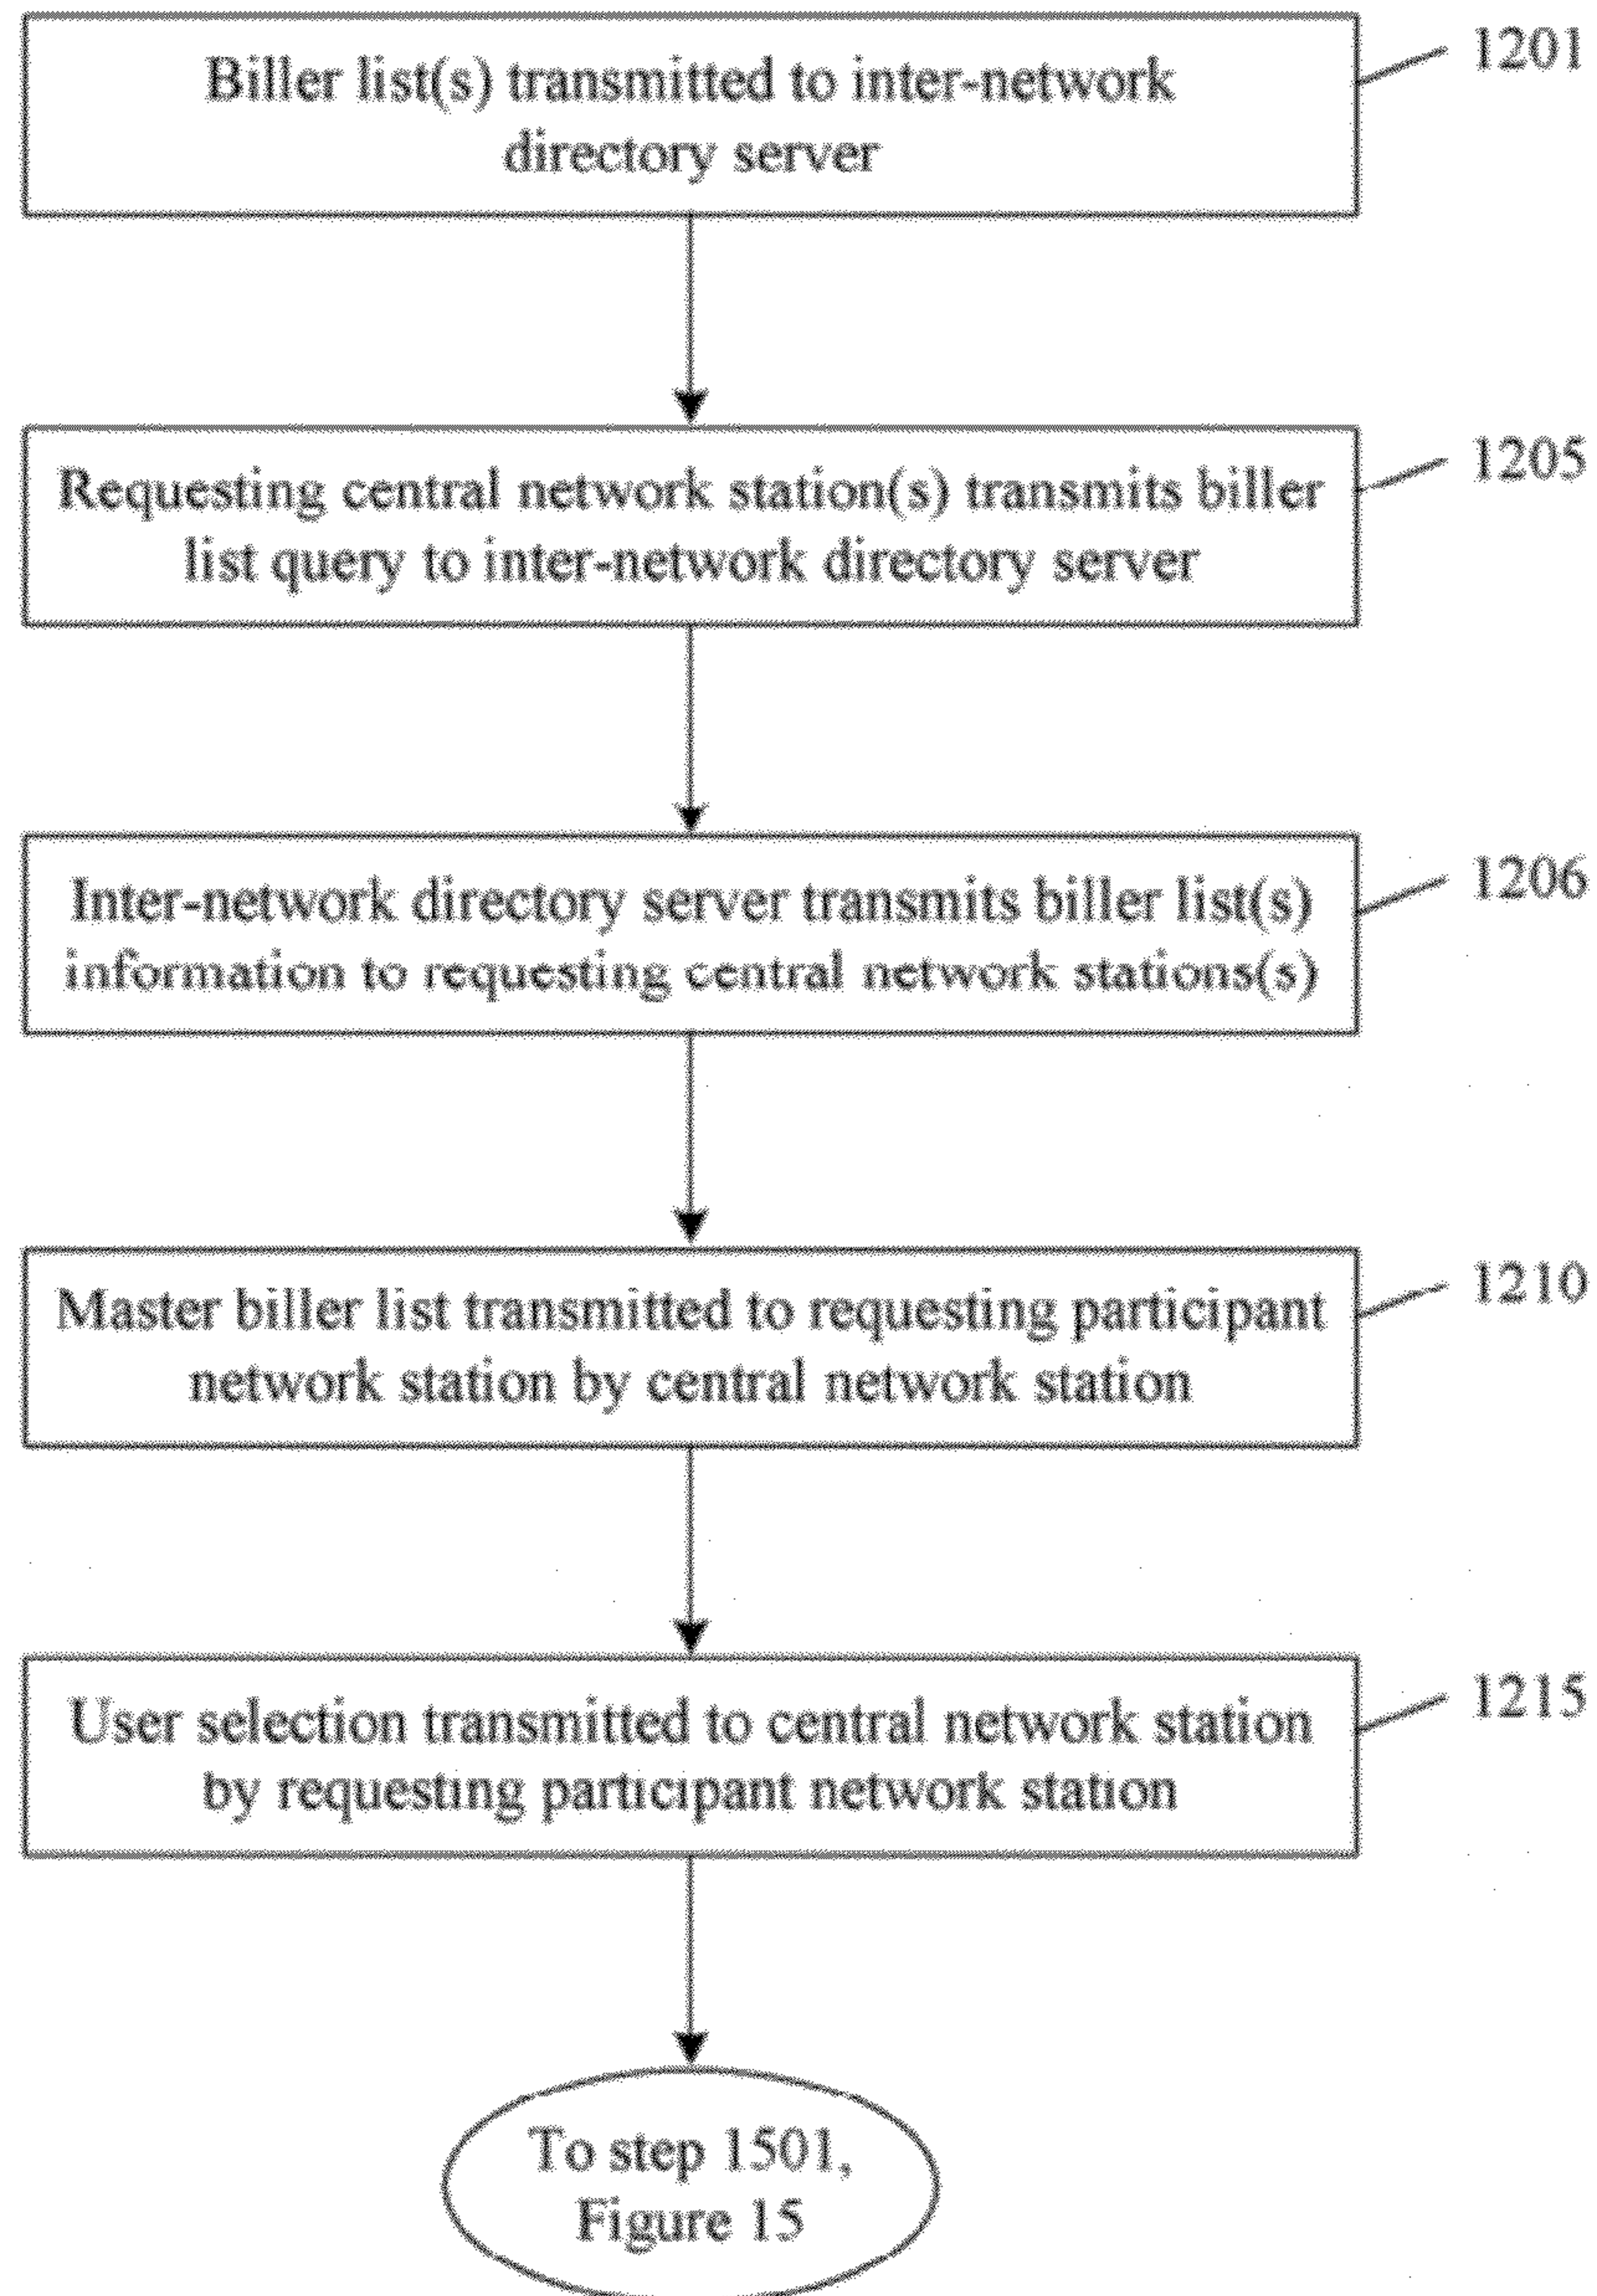 Biller list(s) transmitted to inter-network
directory server
1201
Requesting central network station(s) transmits biller
list query to inter-network directory server
1205
Inter-network directory server transmits biller list(s)
information to requesting central network stations(s)
1206
Master biller list transmitted to requesting participant
network station by central network station
1210
User selection transmitted to central network station
by requesting participant network station
1215
To step 1501,
Figure 15